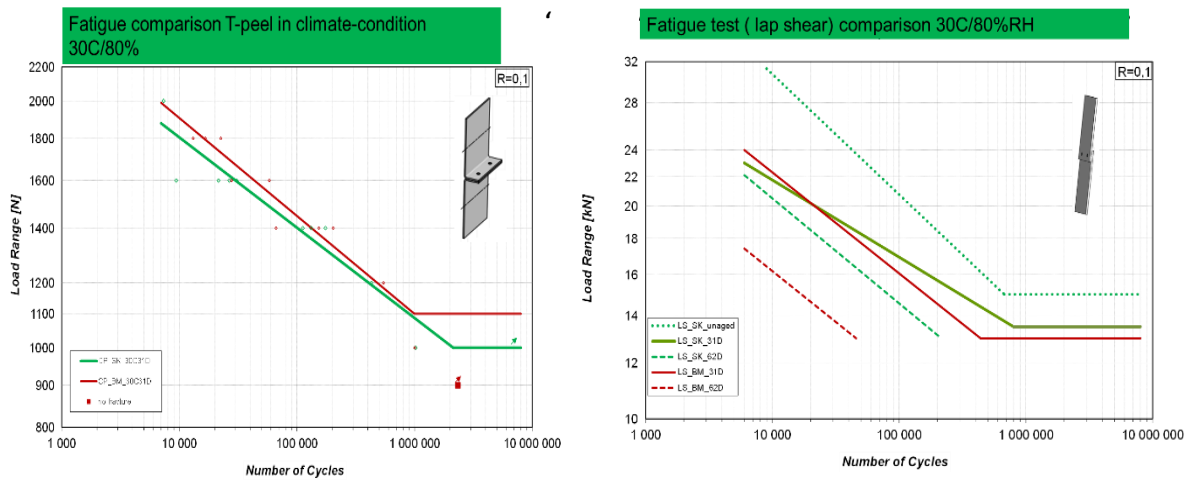 Fatigue comparison T-peel in climate-condition
30C/80%
2200
2000
1800
1600
1400
1200
1100
1000
900
800
Load Range [N]
R=0,1
no
1 000
10 000
100 000
1 000 000
10 000 000
Number of Cycles
Fatigue test ( lap shear) comparison 30C/80%RH
32
28
24
22
20
18
16
14
13
10
Load Range [kN]
R=0,1
LS_SK_unaged
LS_SK_31D
LS_SK_62D
LS_BM_31D
LS_BM_62D
1 000
10 000
100 000
1 000 000
10 000 000
Number of Cycles